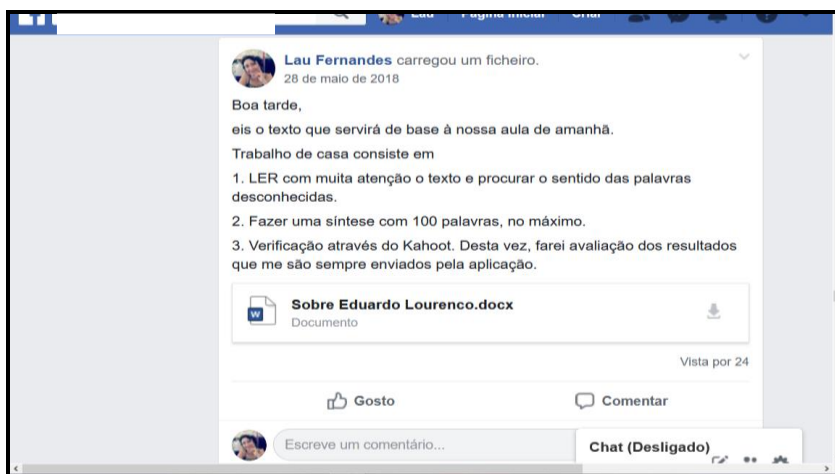 Lau Página inicial Criar
Lau Fernandes carregou um ficheiro.
28 de maio de 2018
Boa tarde,
eis o texto que servirá de base à nossa aula de amanhã.
Trabalho de casa consiste em
1. LER com muita atenção o texto e procurar o sentido das palavras
desconhecidas.
2. Fazer uma síntese com 100 palavras, no máximo.
3. Verificação através do Kahoot. Desta vez, farei avaliação dos resultados
que me são sempre enviados pela aplicação.
W
Sobre Eduardo Lourenco.docx
Documento
Vista por 24
Gosto Comentar
Escreve um comentário...
Chat (Desligado)